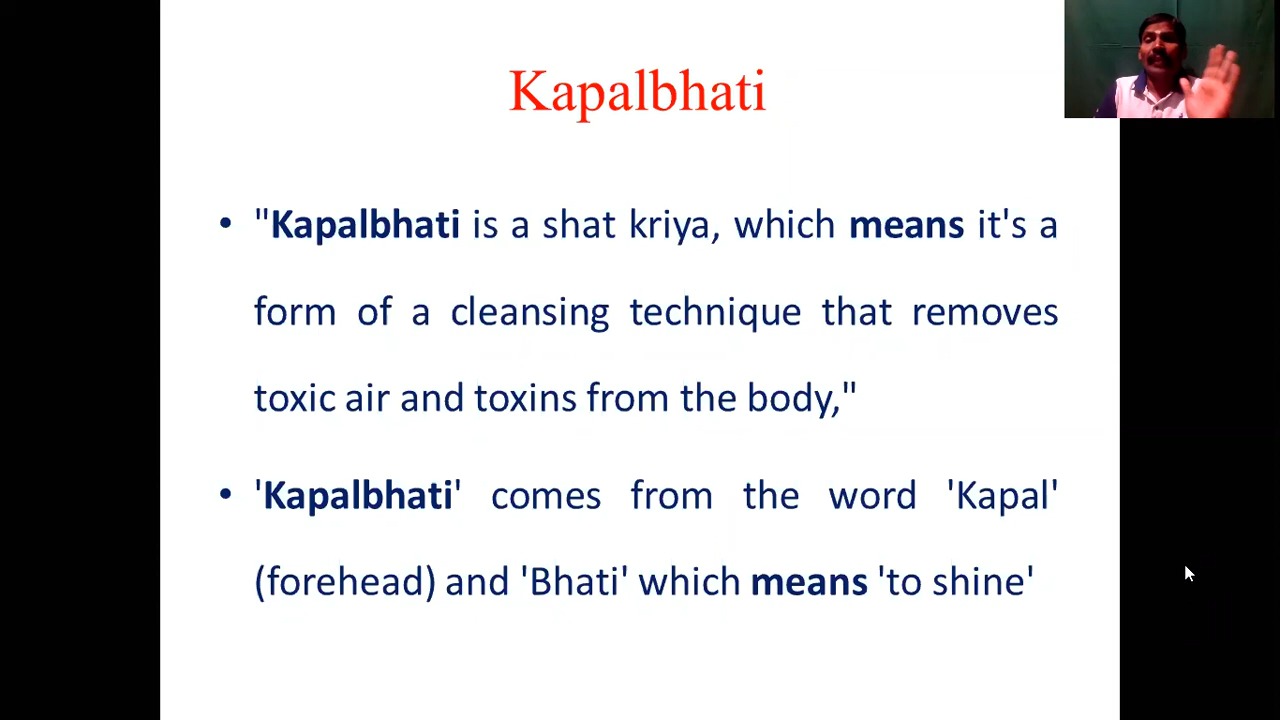 Kapalbhati
• "Kapalbhati is a shat kriya, which means it's a
form of a cleansing technique that removes
toxic air and toxins from the body,"
• 'Kapalbhati' comes from the word 'Kapal'
(forehead) and 'Bhati' which means 'to shine'